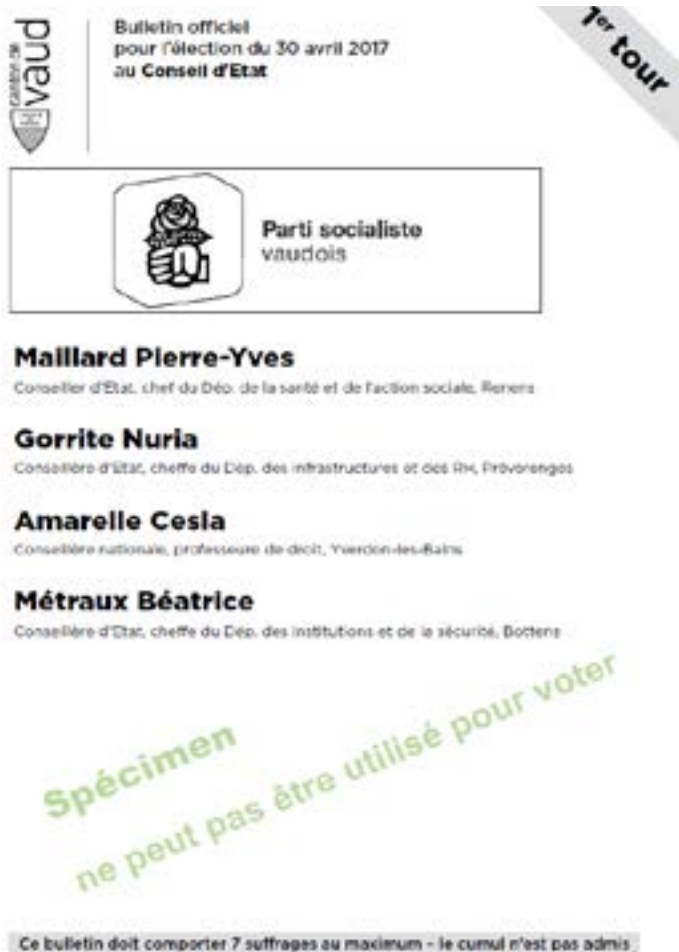 canton de
vaud
Bulletin officiel
pour l'élection du 30 avril 2017
au Conseil d'Etat
1er tour
Parti socialiste
vaudois
Maillard Pierre-Yves
Conseiller d'Etat, chef du Dép. de la santé et de l'action sociale, Renens
Gorrite Nuria
Conseillère d'Etat, cheffe du Dép. des infrastructures et des RH, Préverenges
Amarelle Cesla
Conseillère nationale, professeure de droit, Yverdon-les-Bains
Métraux Béatrice
Conseillère d'Etat, cheffe du Dép. des institutions et de la sécurité, Bottens
Spécimen
ne peut pas être utilisé pour voter
Ce bulletin doit comporter 7 suffrages au maximum – le cumul n'est pas admis